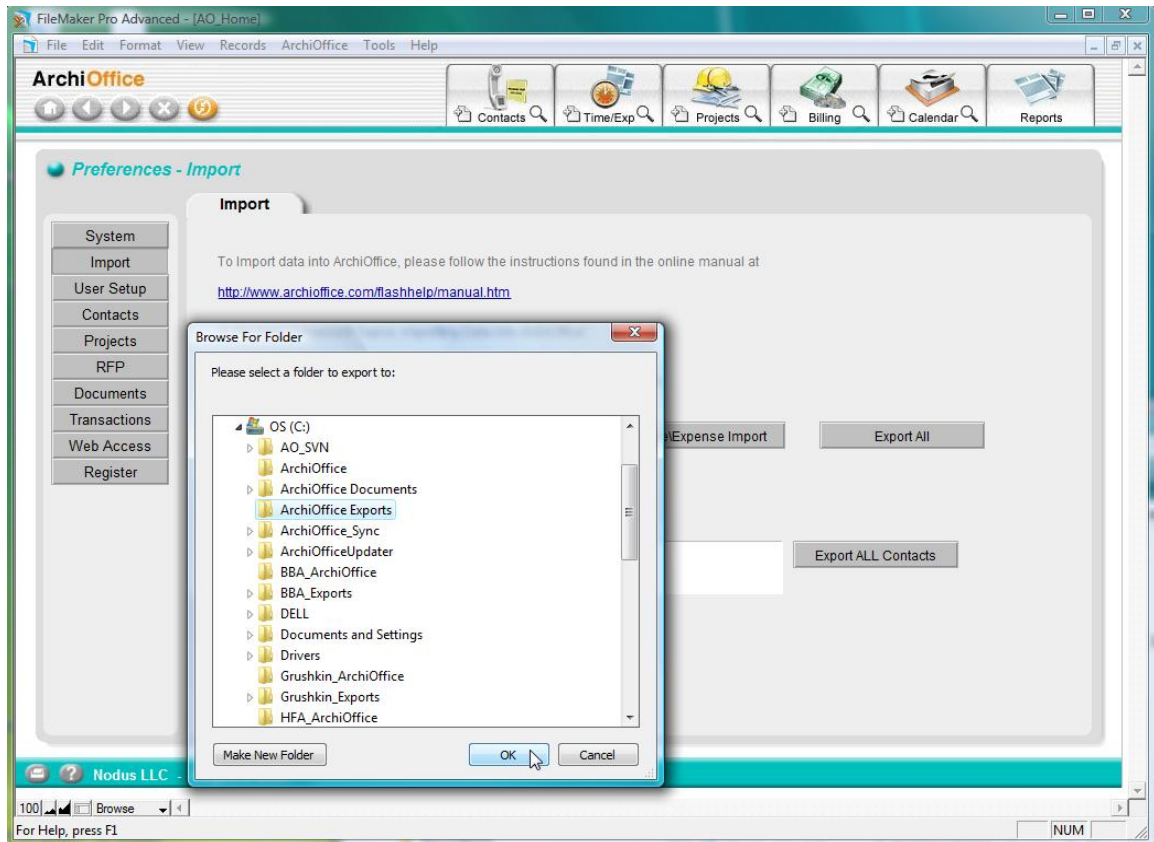 FileMaker Pro Advanced - [AO_Home]
File Edit Format View Records ArchiOffice Tools Help
ArchiOffice
Contacts Time/Exp Projects Billing Calendar Reports
Preferences - Import
Import
System
Import
User Setup
Contacts
Projects
RFP
Documents
Transactions
Web Access
Register
To Import data into ArchiOffice, please follow the instructions found in the online manual at
http://www.archioffice.com/flashhelp/manual.htm
Browse For Folder
Please select a folder to export to:
OS (C:)
AO_SVN
ArchiOffice
ArchiOffice Documents
ArchiOffice Exports
ArchiOffice_Sync
ArchiOfficeUpdater
BBA_ArchiOffice
BBA_Exports
DELL
Documents and Settings
Drivers
Grushkin_ArchiOffice
Grushkin_Exports
HFA_ArchiOffice
Make New Folder OK Cancel
\Expense Import Export All
Export ALL Contacts
Nodus LLC -
100 Browse
For Help, press F1 NUM